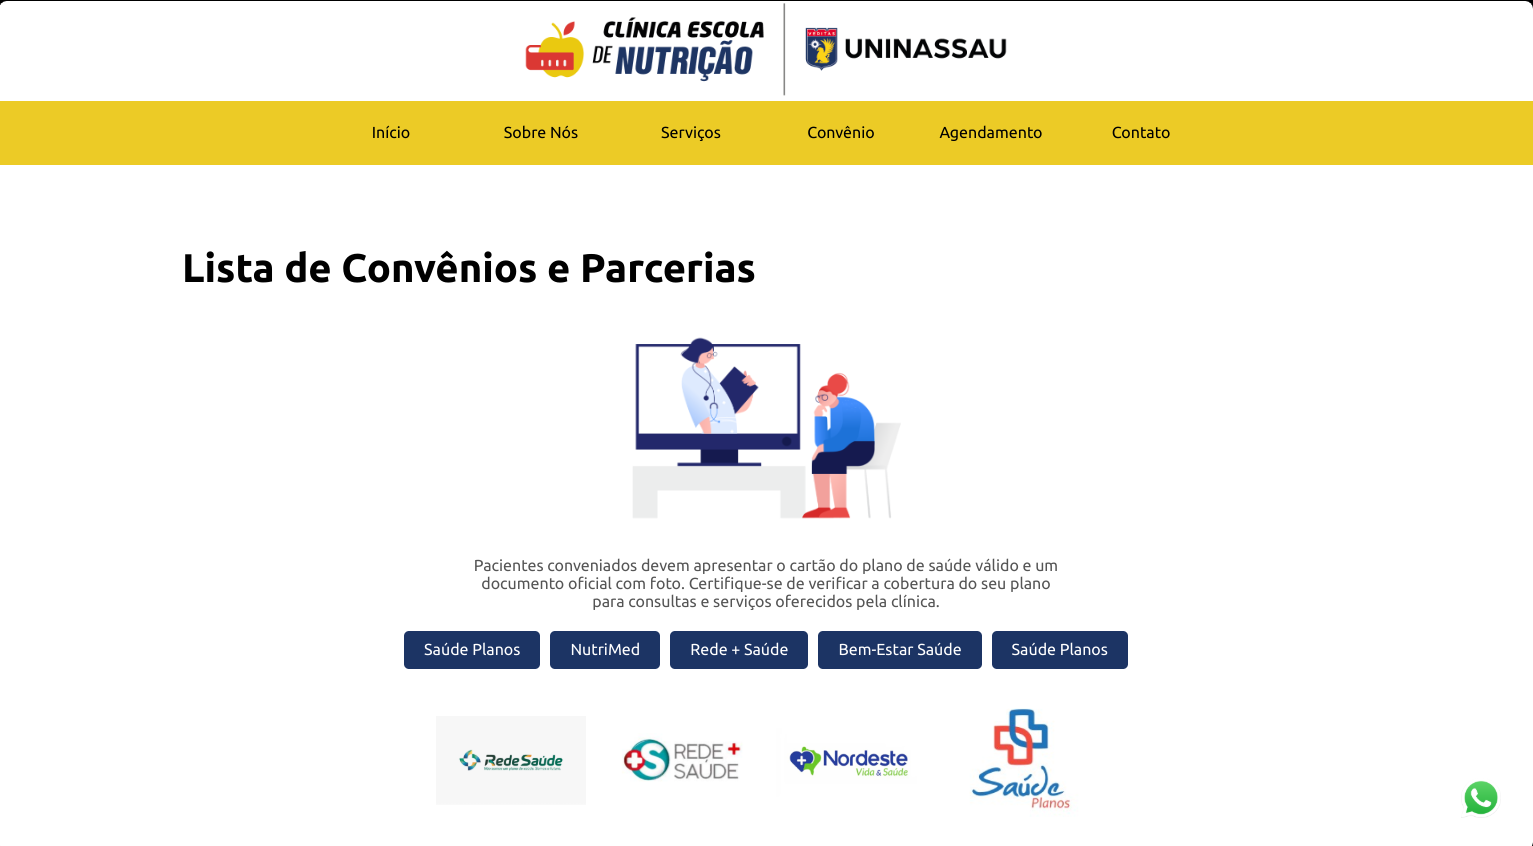 CLÍNICA ESCOLA
DE NUTRIÇÃO
VERITAS
UNINASSAU
Início Sobre Nós Serviços Convênio Agendamento Contato
Lista de Convênios e Parcerias
Pacientes conveniados devem apresentar o cartão do plano de saúde válido e um
documento oficial com foto. Certifique-se de verificar a cobertura do seu plano
para consultas e serviços oferecidos pela clínica.
Saúde Planos NutriMed Rede + Saúde Bem-Estar Saúde Saúde Planos
Rede Saúde
REDE +
SAÚDE
Nordeste
Vida & Saúde
Saúde
Planos